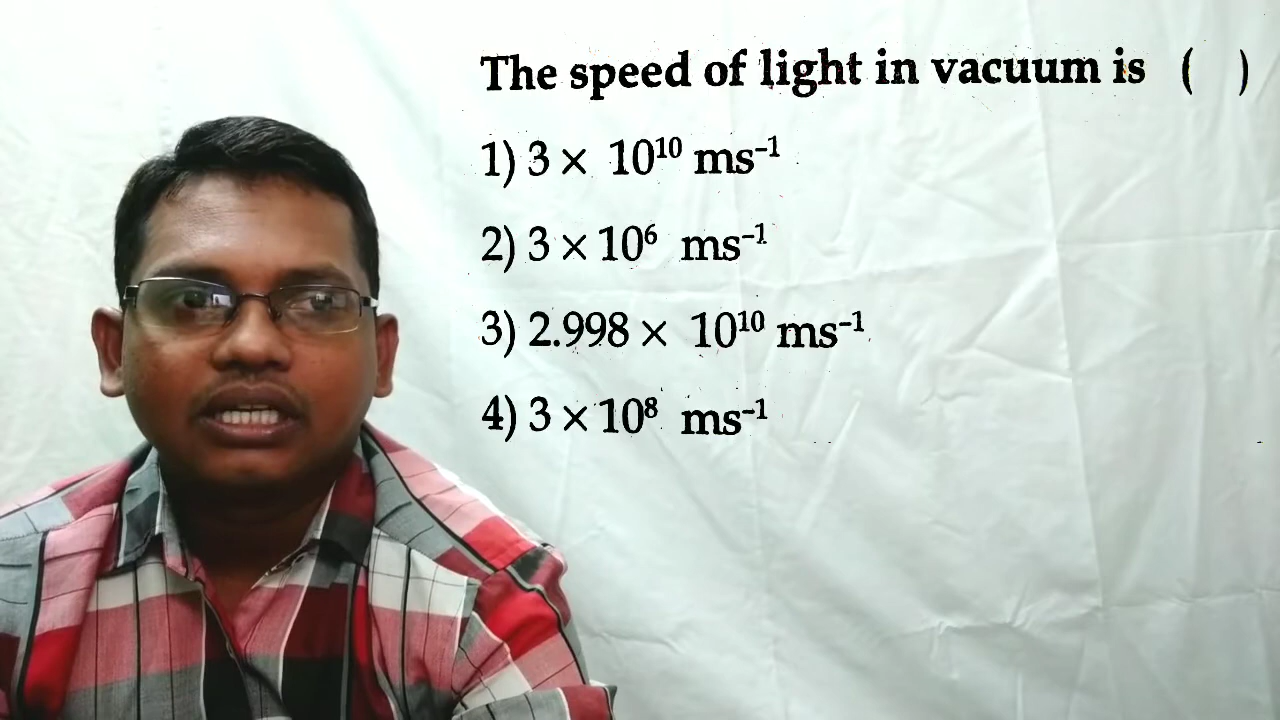 The speed of light in vacuum is ( )
1) 3 × 10¹⁰ ms⁻¹
2) 3 × 10⁶ ms⁻¹
3) 2.998 × 10¹⁰ ms⁻¹
4) 3 × 10⁸ ms⁻¹